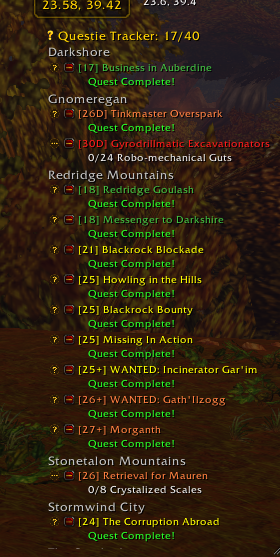 23.58, 39.42 23.6, 39.4
? Questie Tracker: 17/40
Darkshore
? [17] Business in Auberdine
Quest Complete!
Gnomeregan
? [26D] Tinkmaster Overspark
Quest Complete!
... [30D] Gyrodrillmatic Excavationators
0/24 Robo-mechanical Guts
Redridge Mountains
? [18] Redridge Goulash
Quest Complete!
? [18] Messenger to Darkshire
Quest Complete!
? [21] Blackrock Blockade
Quest Complete!
? [25] Howling in the Hills
Quest Complete!
? [25] Blackrock Bounty
Quest Complete!
? [25] Missing In Action
Quest Complete!
? [25+] WANTED: Incinerator Gar'im
Quest Complete!
? [26+] WANTED: Gath'Ilzogg
Quest Complete!
? [27+] Morganth
Quest Complete!
Stonetalon Mountains
... [26] Retrieval for Mauren
0/8 Crystalized Scales
Stormwind City
? [24] The Corruption Abroad
Quest Complete!